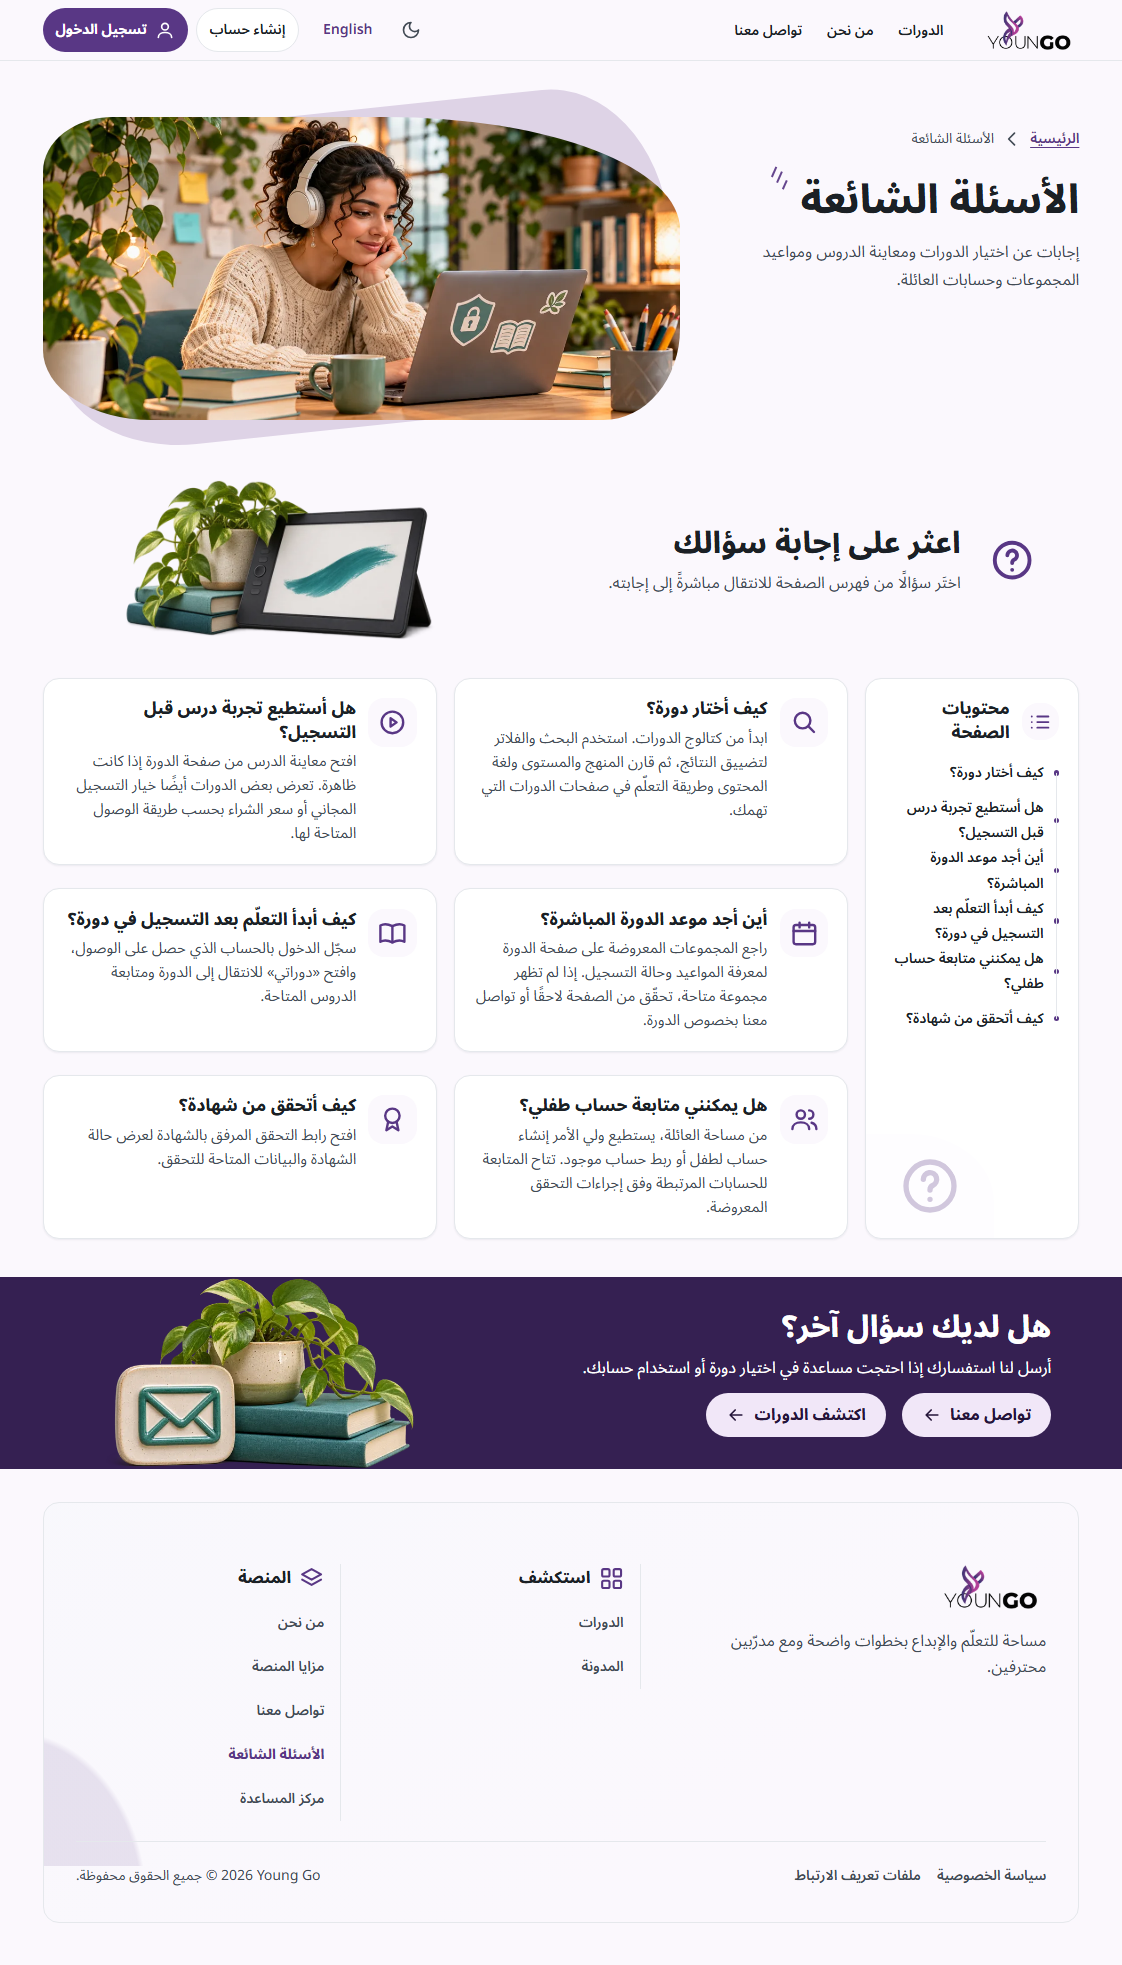 YOUNGO
الدورات
من نحن
تواصل معنا
English
إنشاء حساب
تسجيل الدخول
الرئيسية
الأسئلة الشائعة
الأسئلة الشائعة
إجابات عن اختيار الدورات ومعاينة الدروس ومواعيد
المجموعات وحسابات العائلة.
اعثر على إجابة سؤالك
اختَر سؤالًا من فهرس الصفحة للانتقال مباشرةً إلى إجابته.
محتويات
الصفحة
كيف أختار دورة؟
هل أستطيع تجربة درس
قبل التسجيل؟
أين أجد موعد الدورة
المباشرة؟
كيف أبدأ التعلّم بعد
التسجيل في دورة؟
هل يمكنني متابعة حساب
طفلي؟
كيف أتحقق من شهادة؟
كيف أختار دورة؟
ابدأ من كتالوج الدورات. استخدم البحث والفلاتر
لتضييق النتائج، ثم قارن المنهج والمستوى ولغة
المحتوى وطريقة التعلّم في صفحات الدورات التي
تهمك.
هل أستطيع تجربة درس قبل
التسجيل؟
افتح معاينة الدرس من صفحة الدورة إذا كانت
ظاهرة. تعرض بعض الدورات أيضًا خيار التسجيل
المجاني أو سعر الشراء بحسب طريقة الوصول
المتاحة لها.
أين أجد موعد الدورة المباشرة؟
راجع المجموعات المعروضة على صفحة الدورة
لمعرفة المواعيد وحالة التسجيل. إذا لم تظهر
مجموعة متاحة، تحقّق من الصفحة لاحقًا أو تواصل
معنا بخصوص الدورة.
كيف أبدأ التعلّم بعد التسجيل في دورة؟
سجّل الدخول بالحساب الذي حصل على الوصول،
وافتح «دوراتي» للانتقال إلى الدورة ومتابعة
الدروس المتاحة.
هل يمكنني متابعة حساب طفلي؟
من مساحة العائلة، يستطيع ولي الأمر إنشاء
حساب لطفل أو ربط حساب موجود. تتاح المتابعة
للحسابات المرتبطة وفق إجراءات التحقق
المعروضة.
كيف أتحقق من شهادة؟
افتح رابط التحقق المرفق بالشهادة لعرض حالة
الشهادة والبيانات المتاحة للتحقق.
هل لديك سؤال آخر؟
أرسل لنا استفسارك إذا احتجت مساعدة في اختيار دورة أو استخدام حسابك.
تواصل معنا
اكتشف الدورات
YOUNGO
مساحة للتعلّم والإبداع بخطوات واضحة ومع مدرّبين
محترفين.
استكشف
الدورات
المدونة
المنصة
من نحن
مزايا المنصة
تواصل معنا
الأسئلة الشائعة
مركز المساعدة
سياسة الخصوصية
ملفات تعريف الارتباط
Young Go 2026 © جميع الحقوق محفوظة.